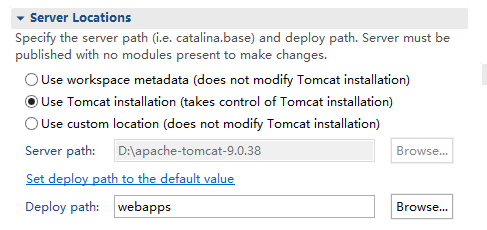 Server Locations
Specify the server path (i.e. catalina.base) and deploy path. Server must be
published with no modules present to make changes.
Use workspace metadata (does not modify Tomcat installation)
Use Tomcat installation (takes control of Tomcat installation)
Use custom location (does not modify Tomcat installation)
Server path: D:\apache-tomcat-9.0.38 Browse...
Set deploy path to the default value
Deploy path: webapps Browse...